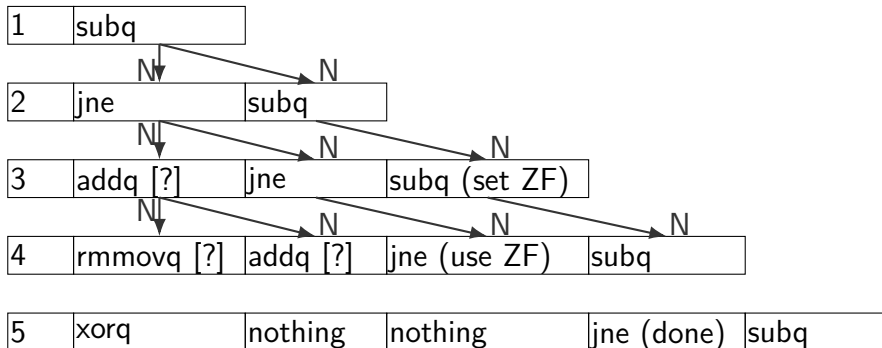 1 subq
N N
2 jne subq
N N N
3 addq [?] jne subq (set ZF)
N N N N
4 rmmovq [?] addq [?] jne (use ZF) subq
5 xorq nothing nothing jne (done) subq